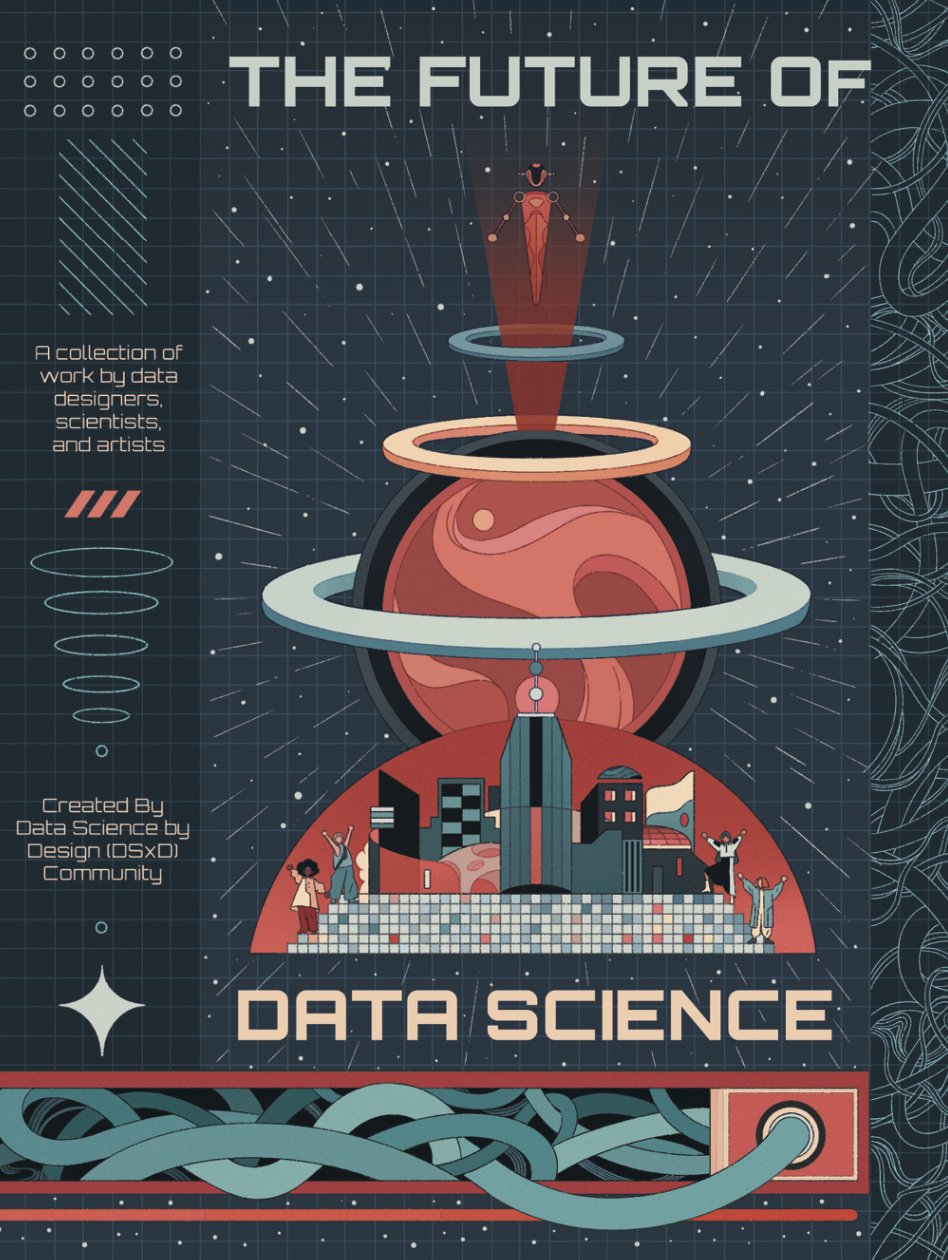 THE FUTURE OF
A collection of
work by data
designers,
scientists,
and artists
Created By
Data Science by
Design (DSxD)
Community
DATA SCIENCE